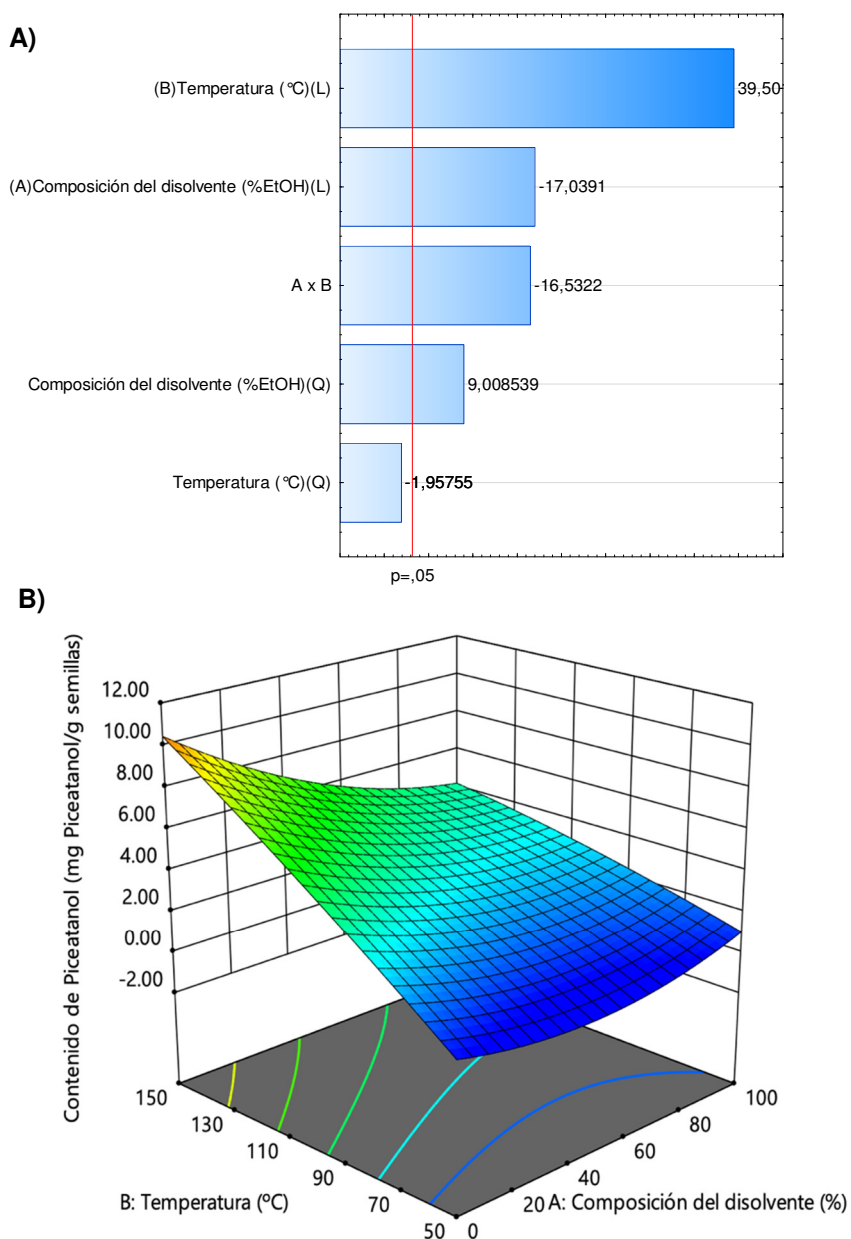 A)
(B)Temperatura (°C)(L)
39,50
(A)Composición del disolvente (%EtOH)(L)
-17,0391
A x B
-16,5322
Composición del disolvente (%EtOH)(Q)
9,008539
Temperatura (°C)(Q)
-1,95755
p=,05
B)
Contenido de Piceatanol (mg Piceatanol/g semillas)
12.00
10.00
8.00
6.00
4.00
2.00
0.00
-2.00
150
130
110
90
70
50
B: Temperatura (ºC)
0
20
40
60
80
100
A: Composición del disolvente (%)